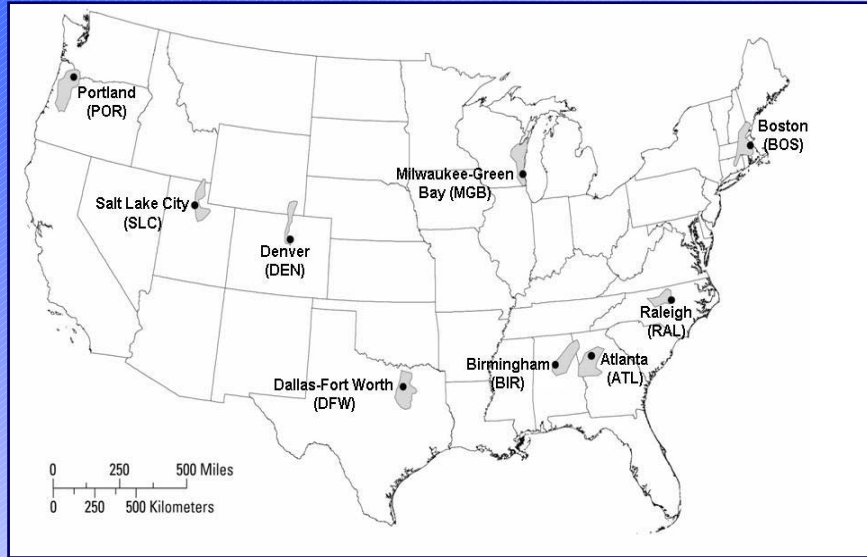 Portland
(POR)
Boston
(BOS)
Milwaukee-Green
Bay (MGB)
Salt Lake City
(SLC)
Denver
(DEN)
Raleigh
(RAL)
Birmingham
(BIR)
Atlanta
(ATL)
Dallas-Fort Worth
(DFW)
0 250 500 Miles
0 250 500 Kilometers